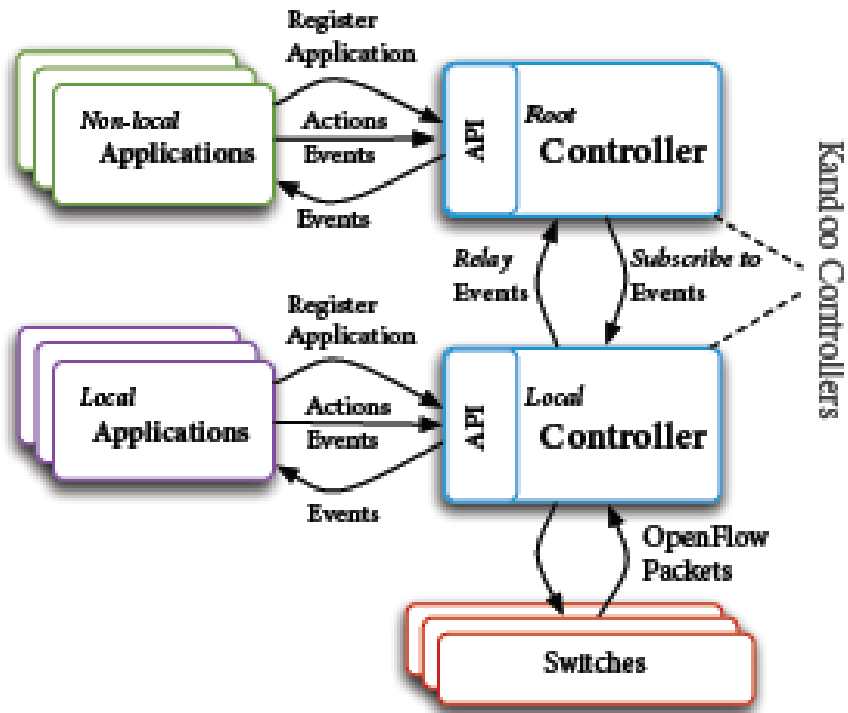 Register
Application
Non-local
Applications
Actions
Events
Events
API
Root
Controller
Kandoo Controllers
Relay
Events
Subscribe to
Events
Register
Application
Local
Applications
Actions
Events
Events
API
Local
Controller
OpenFlow
Packets
Switches